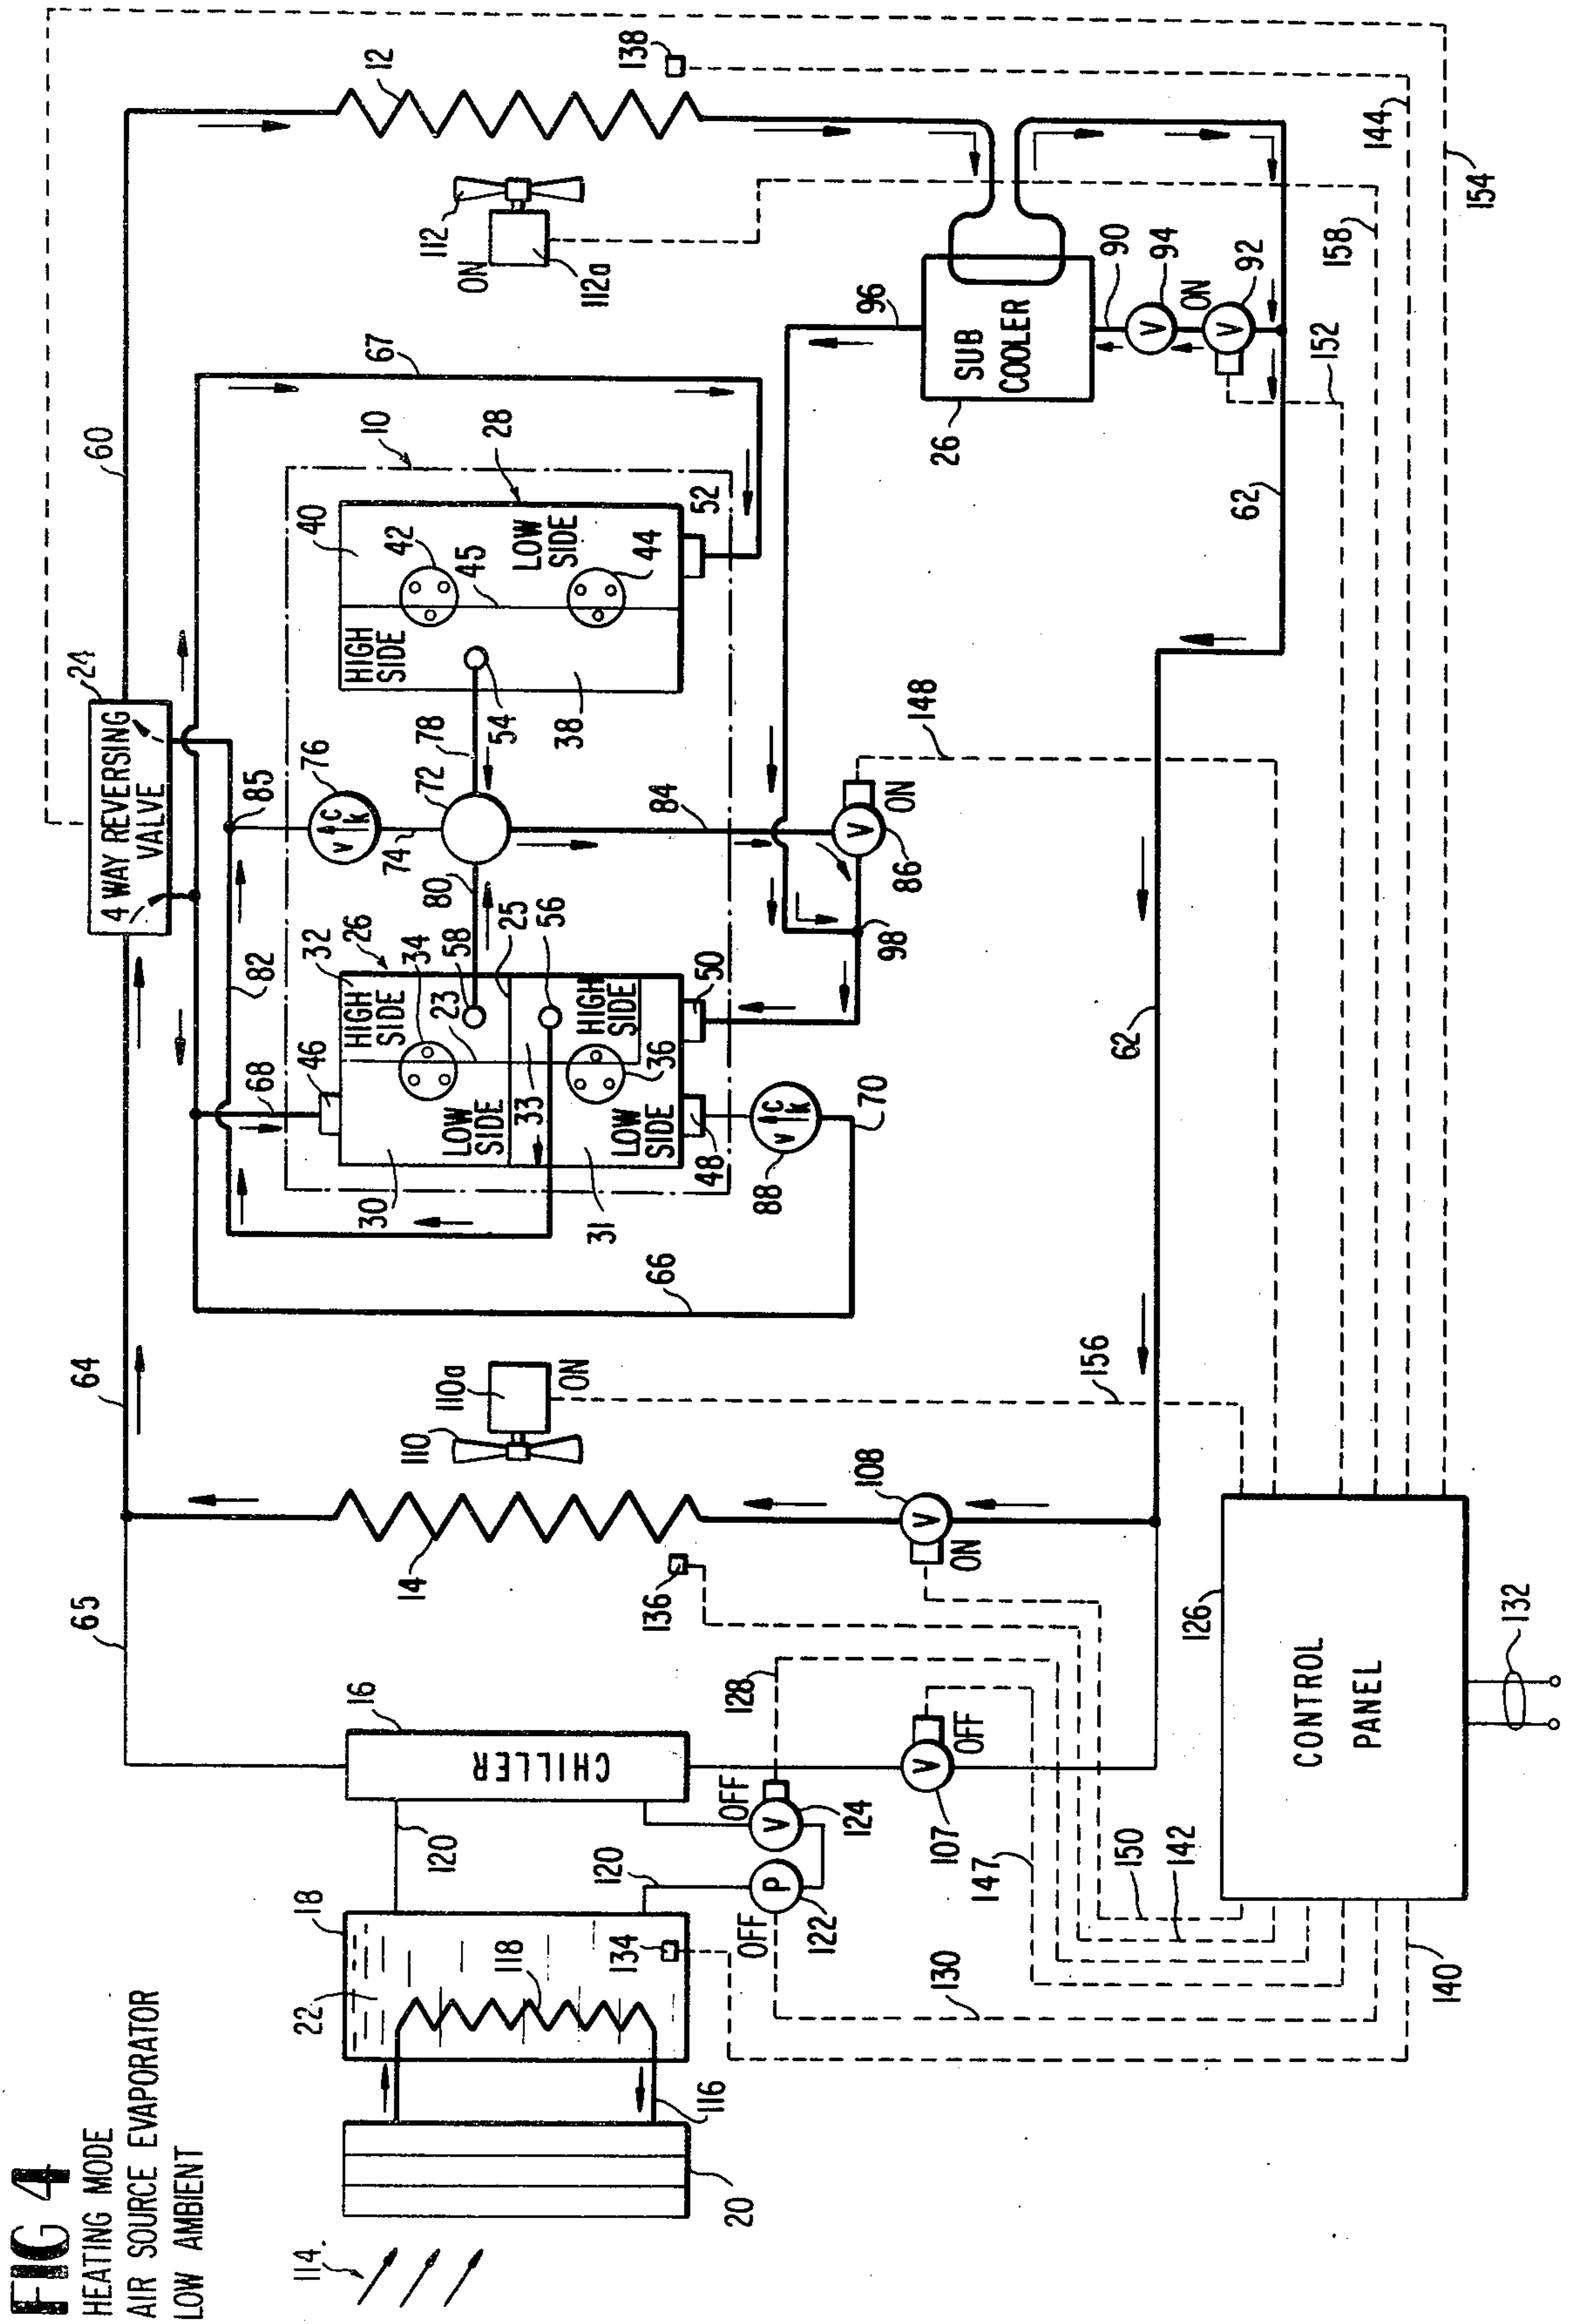 FIG 4
HEATING MODE
AIR SOURCE EVAPORATOR
LOW AMBIENT
114
20
116
22
18
118
134
120
120
OFF
P
122
OFF
V
124
16
CHILLER
65
128
130
140
147
107
V
OFF
150
142
14
136
108
V
ON
64
110
110a
ON
156
66
62
126
CONTROL
PANEL
132
4 WAY REVERSING
VALVE
24
60
85
82
68
46
32
26
34
HIGH
SIDE
23
58
25
56
HIGH
SIDE
36
50
48
LOW
SIDE
33
LOW
SIDE
30
31
88
V
C
k
70
76
V
C
k
74
72
80
78
54
84
V
86
ON
98
148
10
28
40
42
45
44
LOW
SIDE
52
HIGH
SIDE
38
67
96
112
ON
112a
12
138
SUB
COOLER
26
90
94
V
ON
V
92
152
62
158
144
154